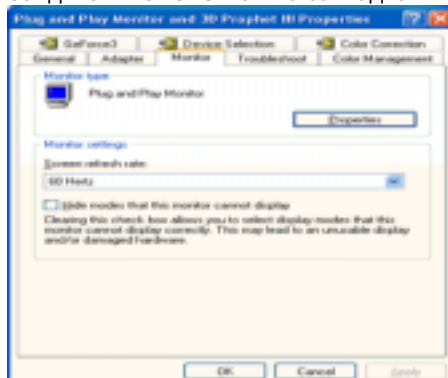 Plug and Play Monitor and 3D Prophet III Properties
GeForce3 Device Selection Color Correction
General Adapter Monitor Troubleshoot Color Management
Monitor type
Plug and Play Monitor
Properties
Monitor settings
Screen refresh rate:
60 Hertz
Hide modes that this monitor cannot display
Clearing this check box allows you to select display modes that this
monitor cannot display correctly. This may lead to an unusable display
and/or damaged hardware.
OK Cancel Apply